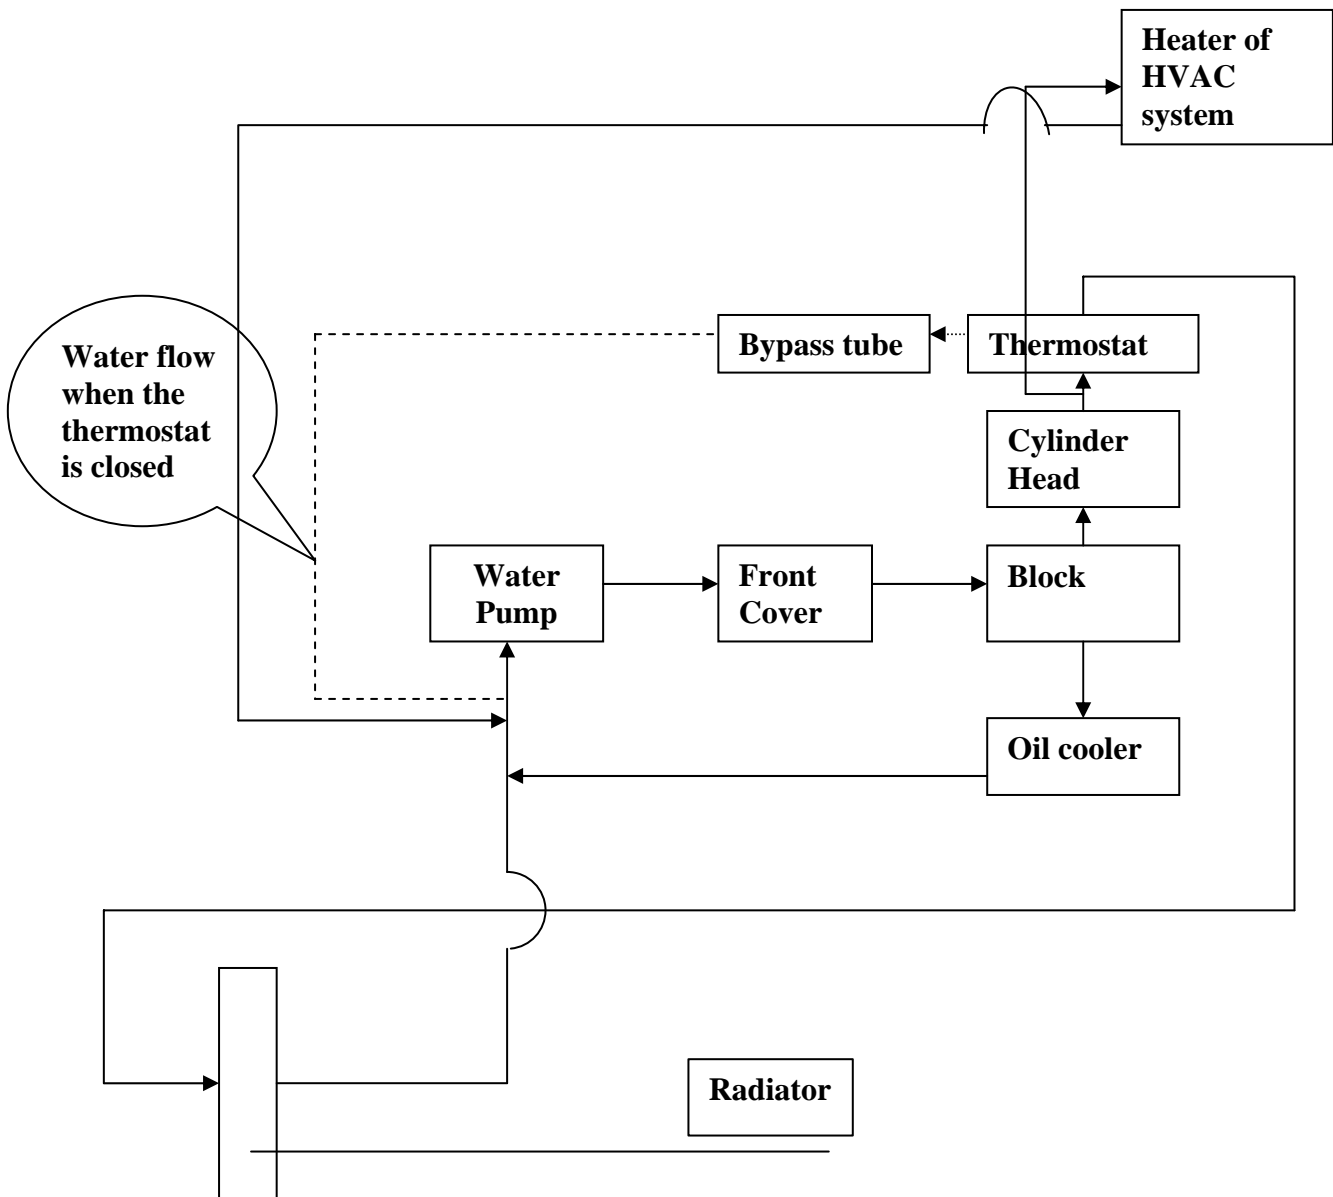 Heater of
HVAC
system
Bypass tube
Thermostat
Water flow
when the
thermostat
is closed
Cylinder
Head
Water
Pump
Front
Cover
Block
Oil cooler
Radiator